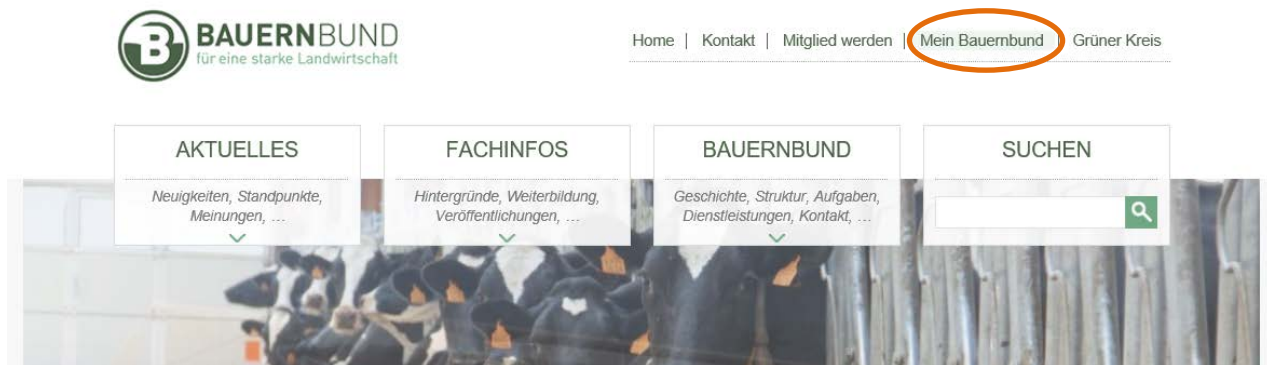 BAUERNBUND
für eine starke Landwirtschaft
Home | Kontakt | Mitglied werden | Mein Bauernbund | Grüner Kreis
AKTUELLES
Neuigkeiten, Standpunkte,
Meinungen, ...
FACHINFOS
Hintergründe, Weiterbildung,
Veröffentlichungen, ...
BAUERNBUND
Geschichte, Struktur, Aufgaben,
Dienstleistungen, Kontakt, ...
SUCHEN